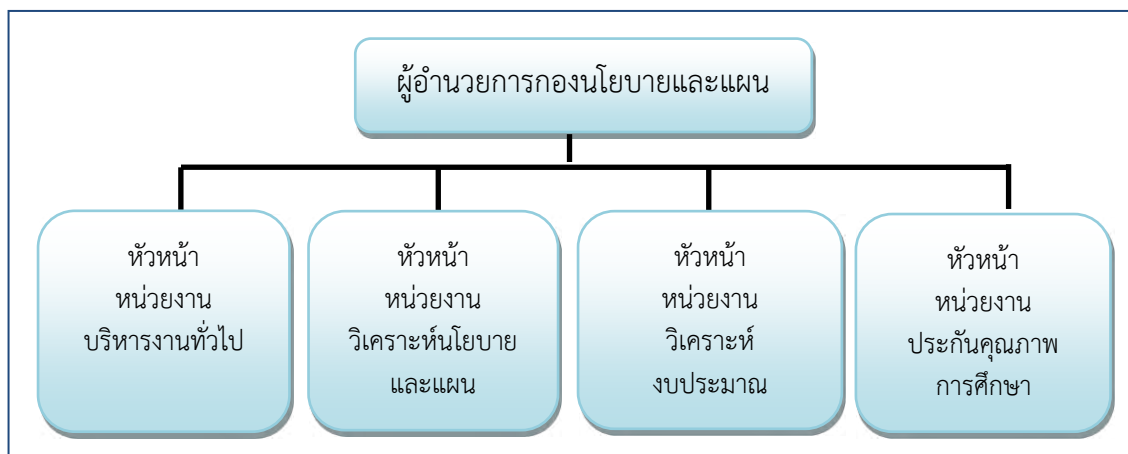 ผู้อำนวยการกองนโยบายและแผน
หัวหน้า
หน่วยงาน
บริหารงานทั่วไป
หัวหน้า
หน่วยงาน
วิเคราะห์นโยบาย
และแผน
หัวหน้า
หน่วยงาน
วิเคราะห์
งบประมาณ
หัวหน้า
หน่วยงาน
ประกันคุณภาพ
การศึกษา